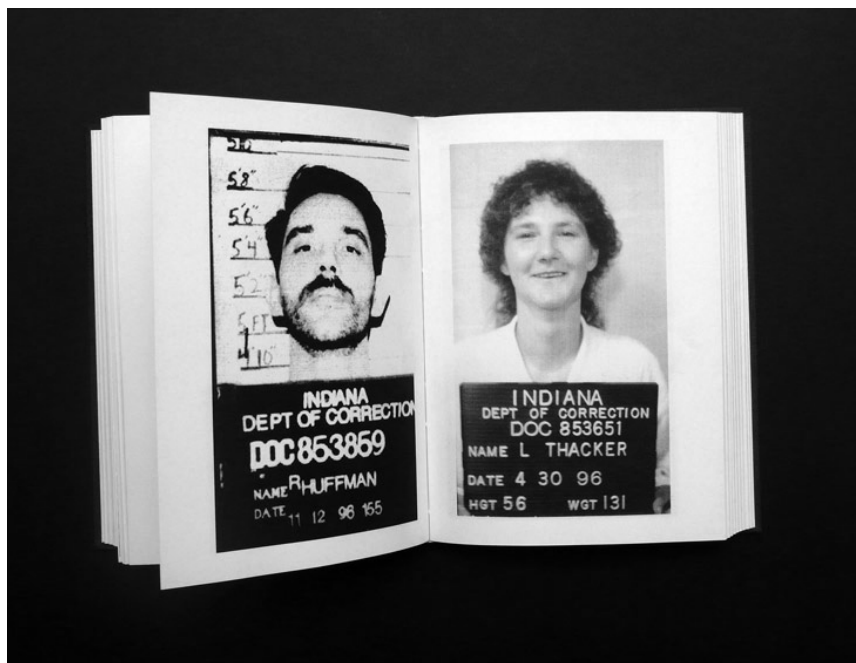 5'8"
5'6"
5'4"
5'2"
5 FT
4'10"
INDIANA
DEPT OF CORRECTION
DOC 853859
NAME R HUFFMAN
DATE 11 12 96 155
INDIANA
DEPT OF CORRECTION
DOC 853651
NAME L THACKER
DATE 4 30 96
HGT 56 WGT 131